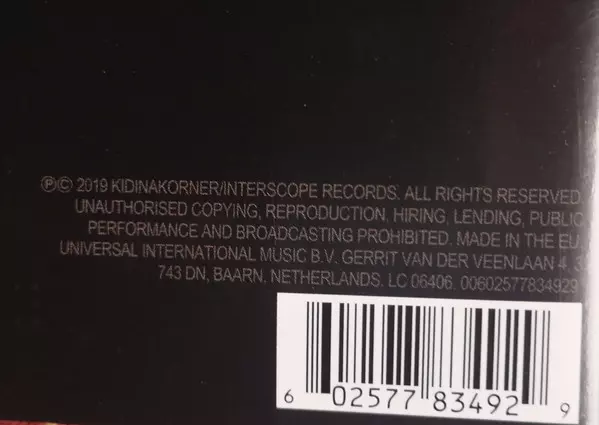 ℗© 2019 KIDINAKORNER/INTERSCOPE RECORDS. ALL RIGHTS RESERVED.
UNAUTHORISED COPYING, REPRODUCTION, HIRING, LENDING, PUBLIC
PERFORMANCE AND BROADCASTING PROHIBITED. MADE IN THE EU.
UNIVERSAL INTERNATIONAL MUSIC B.V. GERRIT VAN DER VEENLAAN 4, 3
743 DN, BAARN, NETHERLANDS. LC 06406. 00602577834929
6 02577 83492 9